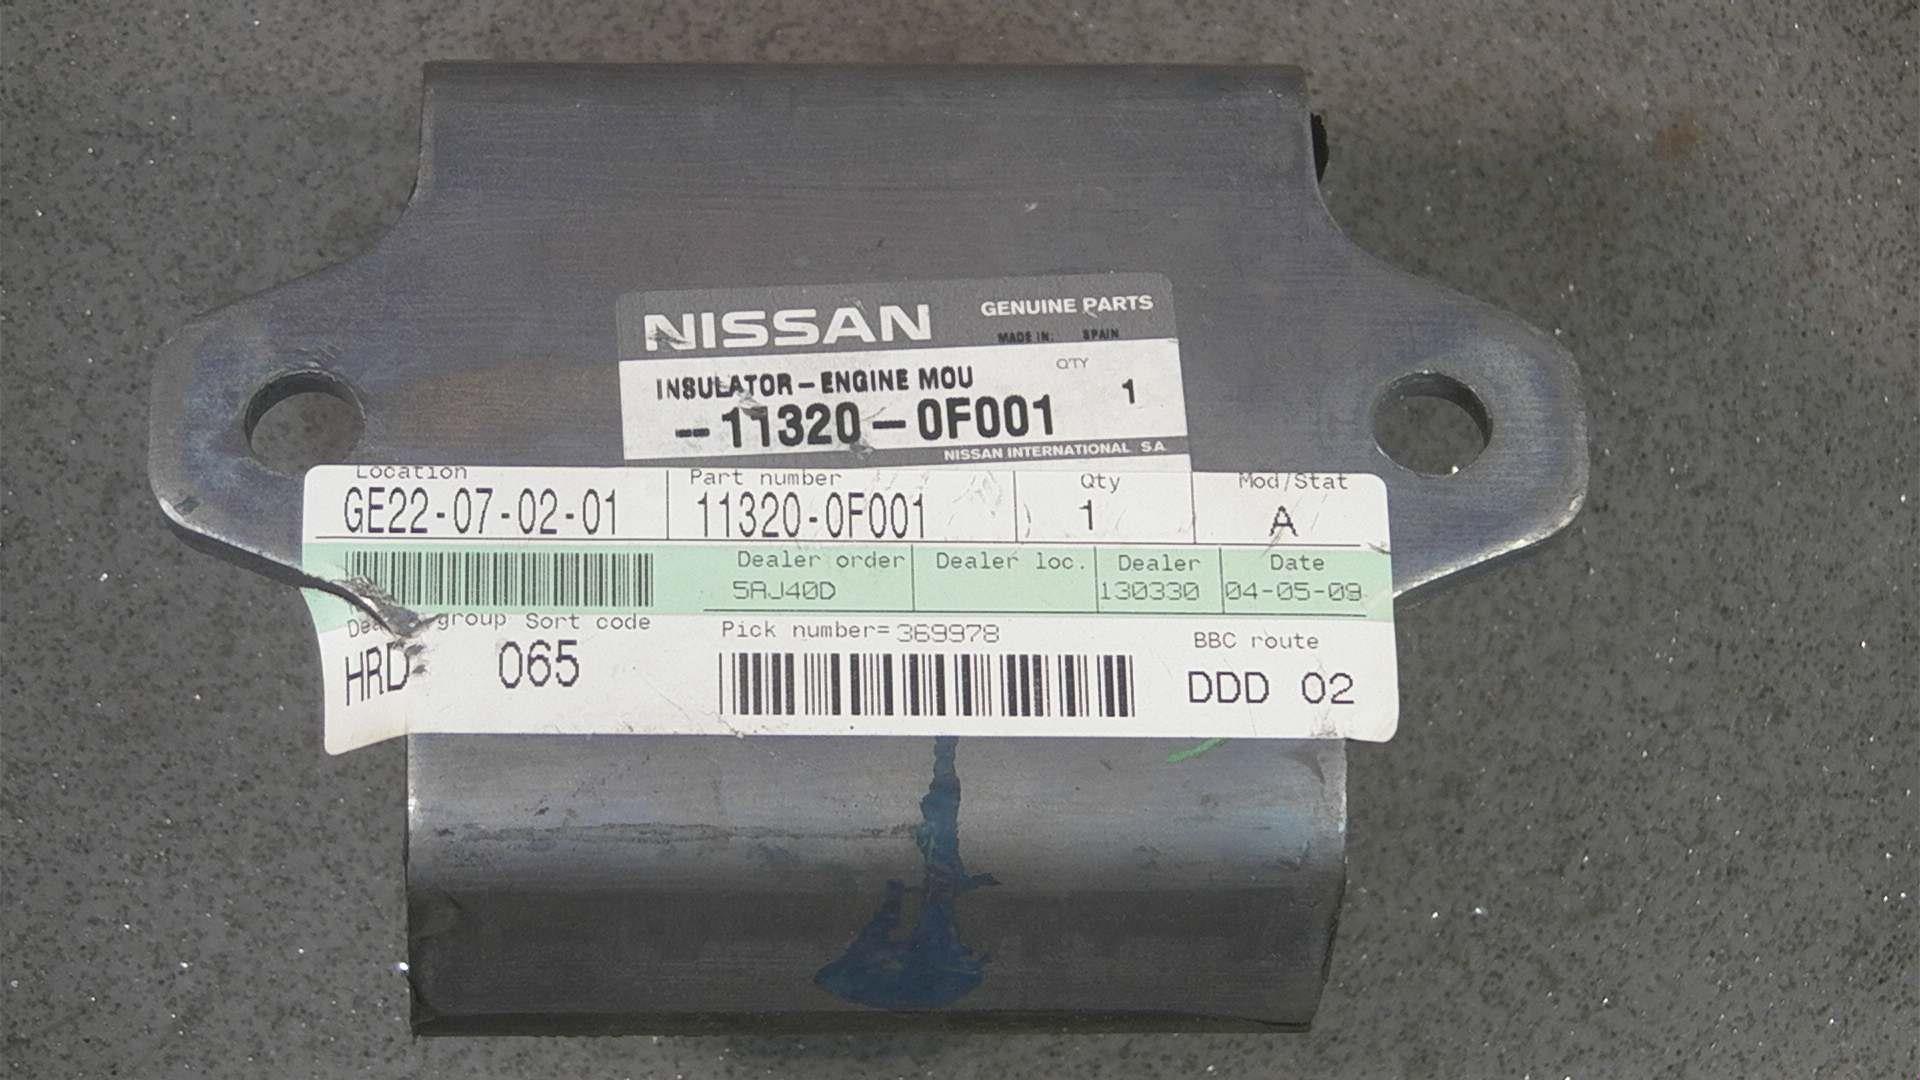 NISSAN GENUINE PARTS
MADE IN: SPAIN
INSULATOR-ENGINE MOU QTY 1
--11320-0F001
NISSAN INTERNATIONAL SA
Location Part number Qty Mod/Stat
GE22-07-02-01 11320-0F001 1 A
Dealer order Dealer loc. Dealer Date
5AJ40D 130330 04-05-09
group Sort code Pick number=369978 BBC route
HRD 065 DDD 02